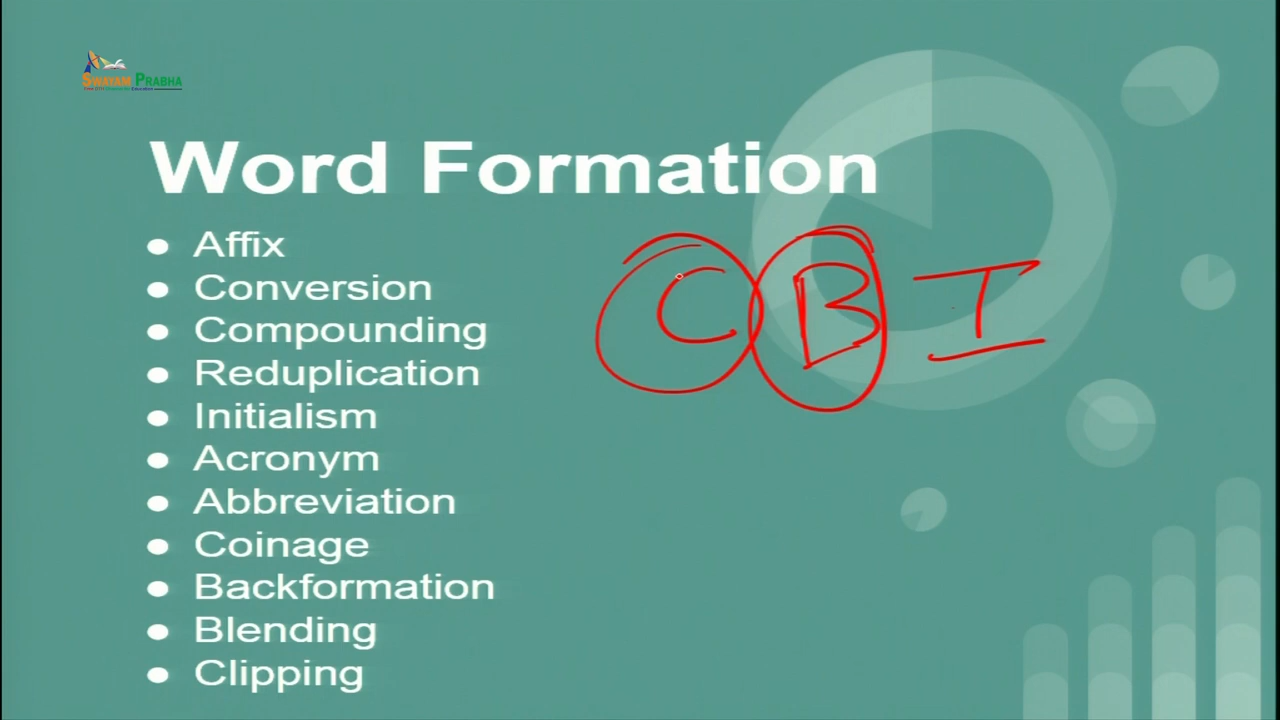 SWAYAM PRABHA
Word Formation
• Affix
• Conversion
• Compounding
• Reduplication
• Initialism
• Acronym
• Abbreviation
• Coinage
• Backformation
• Blending
• Clipping
C B I